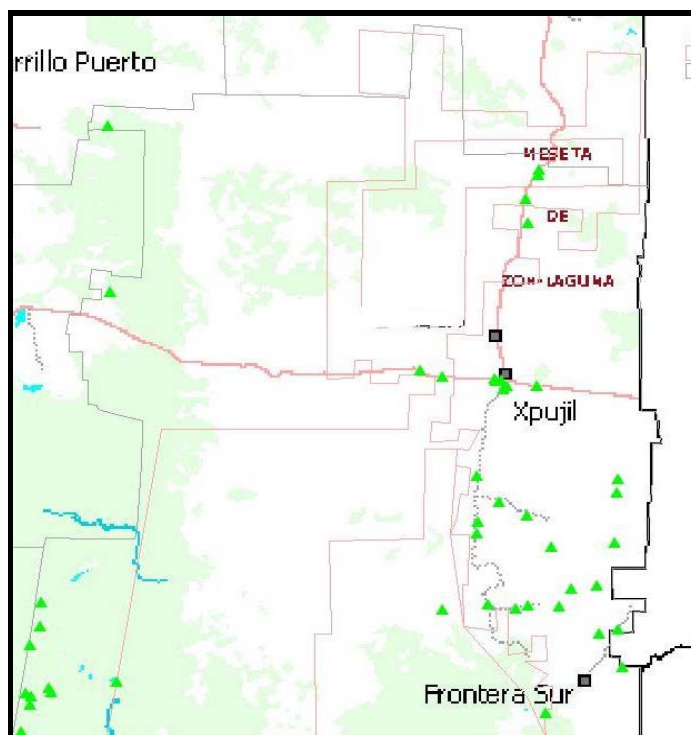 rrillo Puerto
MESETA
DE
ZOH-LAGUNA
Xpujil
Frontera Sur